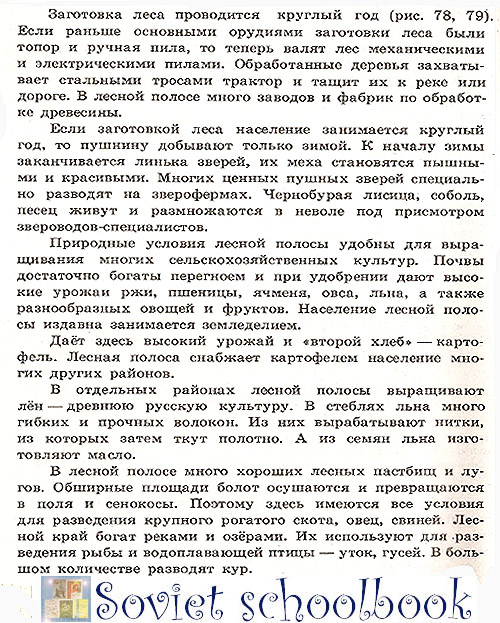 Заготовка леса проводится круглый год (рис. 78, 79).
Если раньше основными орудиями заготовки леса были
топор и ручная пила, то теперь валят лес механическими
и электрическими пилами. Обработанные деревья захваты-
вает стальными тросами трактор и тащит их к реке или
дороге. В лесной полосе много заводов и фабрик по обработ-
ке древесины.
Если заготовкой леса население занимается круглый
год, то пушнину добывают только зимой. К началу зимы
заканчивается линька зверей, их меха становятся пышны-
ми и красивыми. Многих ценных пушных зверей специаль-
но разводят на зверофермах. Чернобурая лисица, соболь,
песец живут и размножаются в неволе под присмотром
звероводов-специалистов.
Природные условия лесной полосы удобны для выра-
щивания многих сельскохозяйственных культур. Почвы
достаточно богаты перегноем и при удобрении дают высо-
кие урожаи ржи, пшеницы, ячменя, овса, льна, а также
разнообразных овощей и фруктов. Население лесной поло-
сы издавна занимается земледелием.
Даёт здесь высокий урожай и «второй хлеб» — карто-
фель. Лесная полоса снабжает картофелем население мно-
гих других районов.
В отдельных районах лесной полосы выращивают
лён — древнюю русскую культуру. В стеблях льна много
гибких и прочных волокон. Из них вырабатывают нитки,
из которых затем ткут полотно. А из семян льна изго-
товляют масло.
В лесной полосе много хороших лесных пастбищ и лу-
гов. Обширные площади болот осушаются и превращаются
в поля и сенокосы. Поэтому здесь имеются все условия
для разведения крупного рогатого скота, овец, свиней. Лес-
ной край богат реками и озёрами. Их используют для раз-
ведения рыбы и водоплавающей птицы — уток, гусей. В боль-
шом количестве разводят кур.
Soviet schoolbook